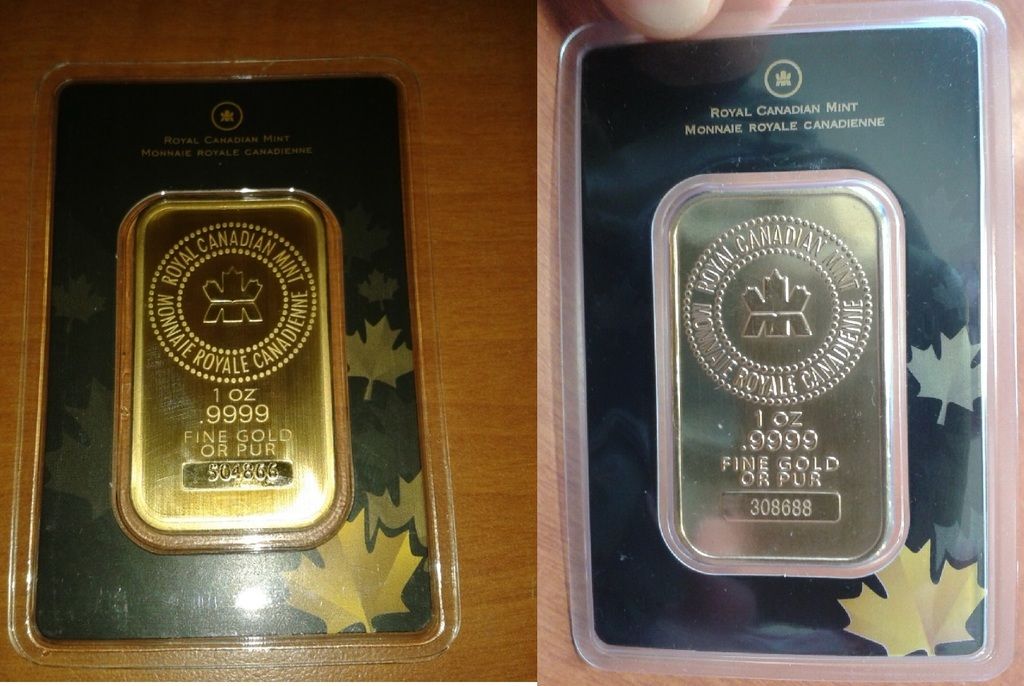 ROYAL CANADIAN MINT
MONNAIE ROYALE CANADIENNE
ROYAL CANADIAN MINT
MONNAIE ROYALE CANADIENNE
1 OZ
.9999
FINE GOLD
OR PUR
504866
ROYAL CANADIAN MINT
MONNAIE ROYALE CANADIENNE
ROYAL CANADIAN MINT
MONNAIE ROYALE CANADIENNE
1 OZ
.9999
FINE GOLD
OR PUR
308688